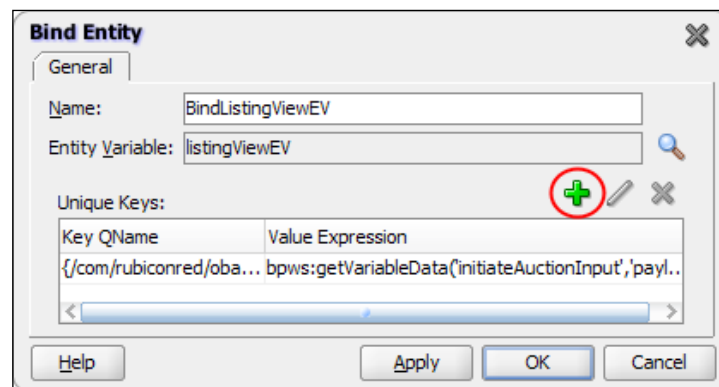 Bind Entity
General
Name: BindListingViewEV
Entity Variable: listingViewEV
Unique Keys:
Key QName Value Expression
{/com/rubiconred/oba... bpws:getVariableData('initiateAuctionInput','payl...
Help Apply OK Cancel